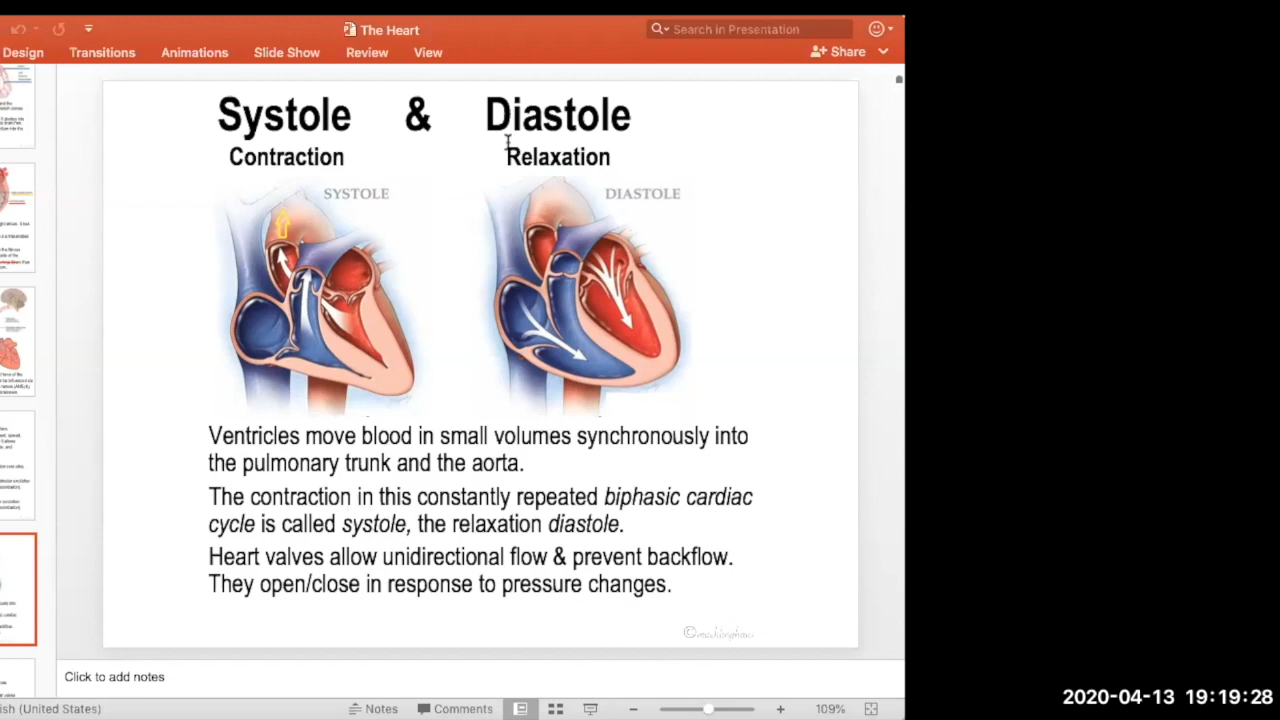 The Heart
Search in Presentation
Design Transitions Animations Slide Show Review View
Share
Systole & Diastole
Contraction Relaxation
SYSTOLE DIASTOLE
Ventricles move blood in small volumes synchronously into
the pulmonary trunk and the aorta.
The contraction in this constantly repeated biphasic cardiac
cycle is called systole, the relaxation diastole.
Heart valves allow unidirectional flow & prevent backflow.
They open/close in response to pressure changes.
Click to add notes
ish (United States) Notes Comments 109%
2020-04-13 19:19:28